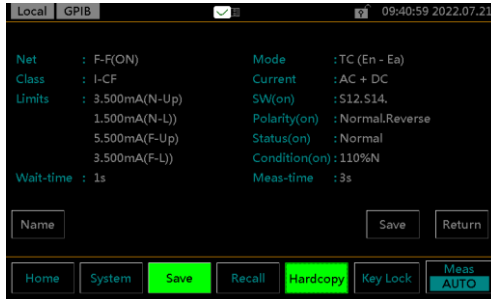 Local GPIB 09:40:59 2022.07.21
Net : F-F(ON) Mode :TC (En - Ea)
Class : I-CF Current :AC + DC
Limits : 3.500mA(N-Up) SW(on) :S12.S14.
1.500mA(N-L)) Polarity(on) :Normal.Reverse
5.500mA(F-Up) Status(on) :Normal
3.500mA(F-L)) Condition(on):110%N
Wait-time : 1s Meas-time :3s
Name Save Return
Home System Save Recall Hardcopy Key Lock Meas
AUTO